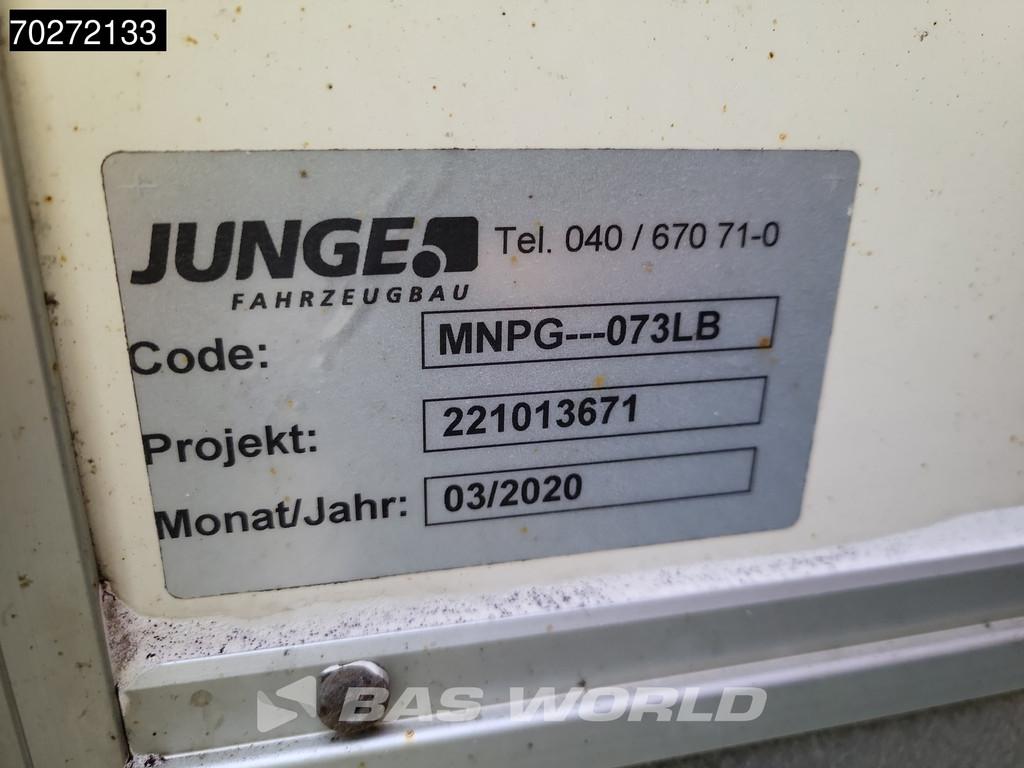 70272133
JUNGE
Tel. 040 / 670 71-0
FAHRZEUGBAU
Code: MNPG---073LB
Projekt: 221013671
Monat/Jahr: 03/2020
BAS WORLD